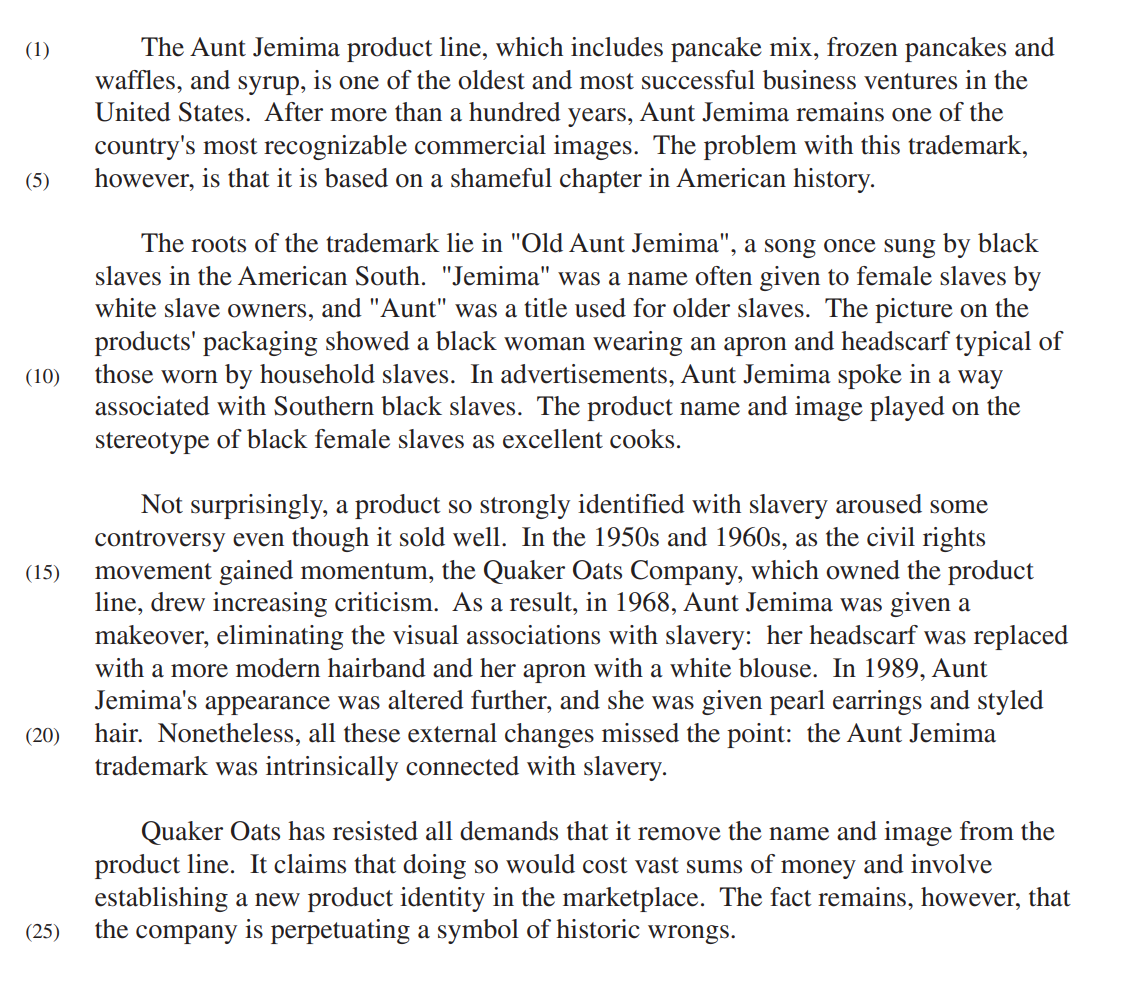 (1) The Aunt Jemima product line, which includes pancake mix, frozen pancakes and
waffles, and syrup, is one of the oldest and most successful business ventures in the
United States. After more than a hundred years, Aunt Jemima remains one of the
country's most recognizable commercial images. The problem with this trademark,
(5) however, is that it is based on a shameful chapter in American history.
The roots of the trademark lie in "Old Aunt Jemima", a song once sung by black
slaves in the American South. "Jemima" was a name often given to female slaves by
white slave owners, and "Aunt" was a title used for older slaves. The picture on the
products' packaging showed a black woman wearing an apron and headscarf typical of
(10) those worn by household slaves. In advertisements, Aunt Jemima spoke in a way
associated with Southern black slaves. The product name and image played on the
stereotype of black female slaves as excellent cooks.
Not surprisingly, a product so strongly identified with slavery aroused some
controversy even though it sold well. In the 1950s and 1960s, as the civil rights
(15) movement gained momentum, the Quaker Oats Company, which owned the product
line, drew increasing criticism. As a result, in 1968, Aunt Jemima was given a
makeover, eliminating the visual associations with slavery: her headscarf was replaced
with a more modern hairband and her apron with a white blouse. In 1989, Aunt
Jemima's appearance was altered further, and she was given pearl earrings and styled
(20) hair. Nonetheless, all these external changes missed the point: the Aunt Jemima
trademark was intrinsically connected with slavery.
Quaker Oats has resisted all demands that it remove the name and image from the
product line. It claims that doing so would cost vast sums of money and involve
establishing a new product identity in the marketplace. The fact remains, however, that
(25) the company is perpetuating a symbol of historic wrongs.